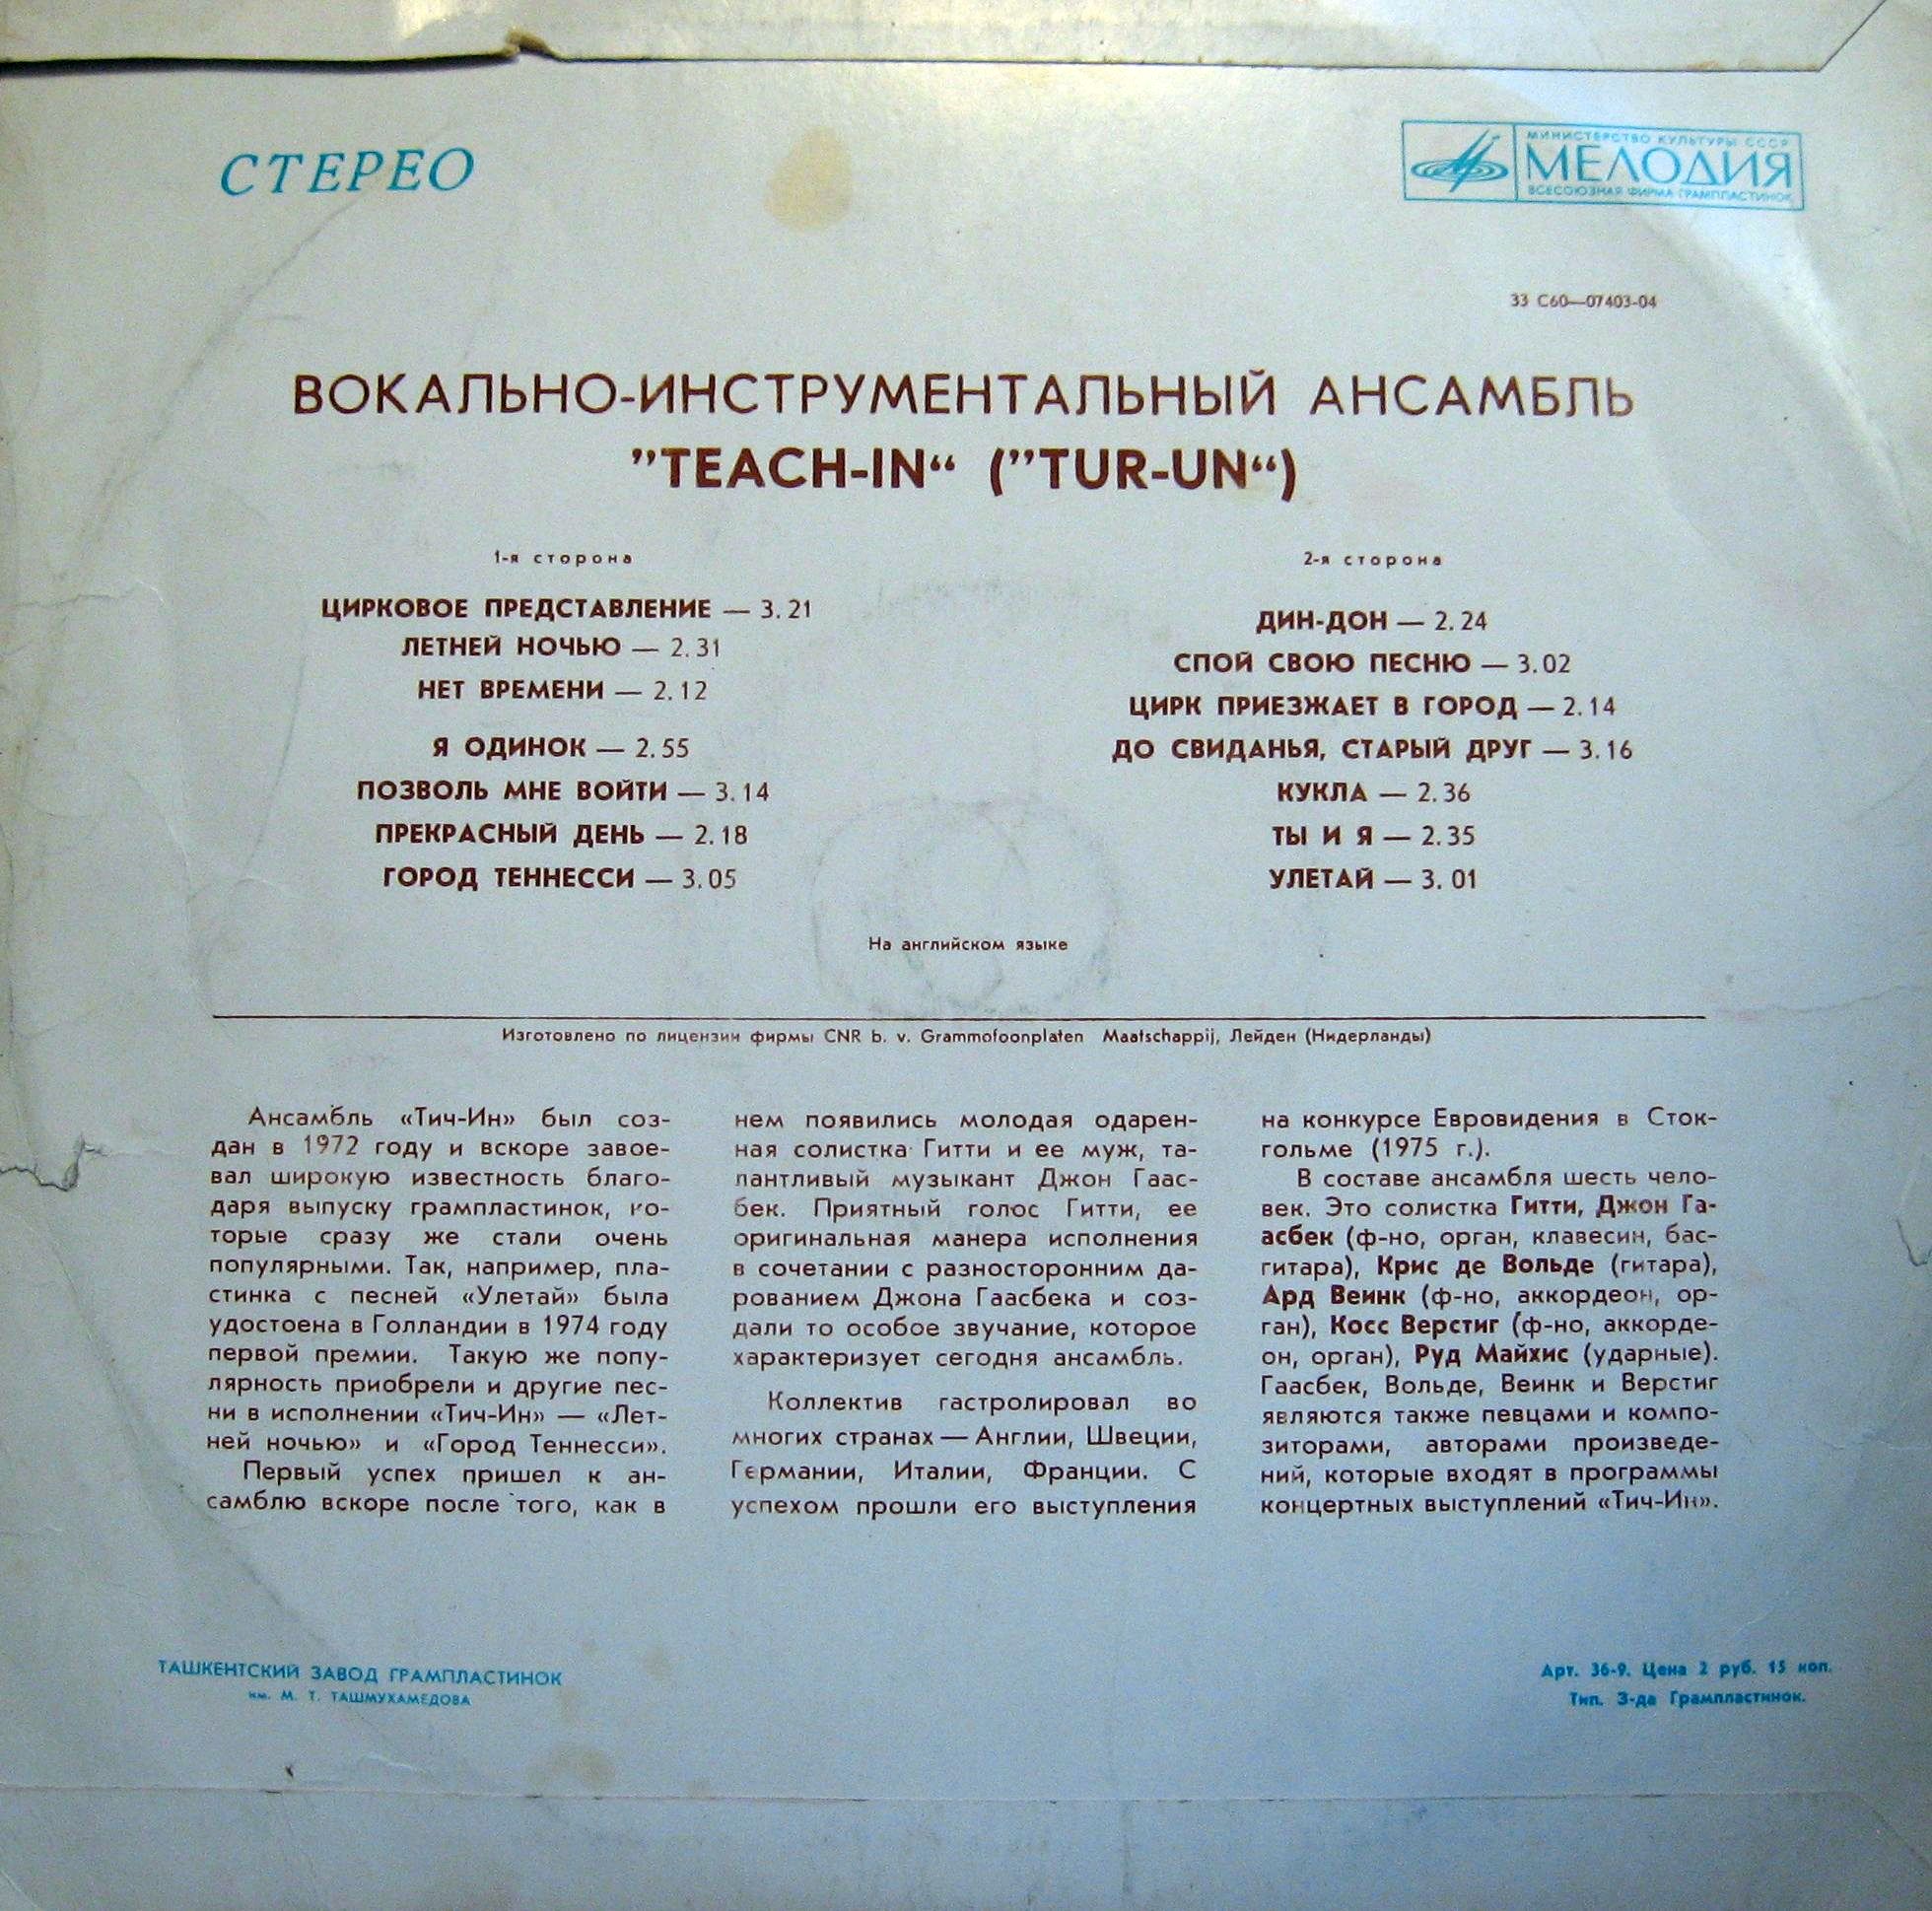 СТЕРЕО
МИНИСТЕРСТВО КУЛЬТУРЫ СССР
МЕЛОДИЯ
ВСЕСОЮЗНАЯ ФИРМА ГРАМПЛАСТИНОК
33 С60—07403-04
ВОКАЛЬНО-ИНСТРУМЕНТАЛЬНЫЙ АНСАМБЛЬ
”TEACH-IN“ (”TUR-UN“)
1-я сторона
ЦИРКОВОЕ ПРЕДСТАВЛЕНИЕ — 3.21
ЛЕТНЕЙ НОЧЬЮ — 2.31
НЕТ ВРЕМЕНИ — 2.12
Я ОДИНОК — 2.55
ПОЗВОЛЬ МНЕ ВОЙТИ — 3.14
ПРЕКРАСНЫЙ ДЕНЬ — 2.18
ГОРОД ТЕННЕССИ — 3.05
2-я сторона
ДИН-ДОН — 2.24
СПОЙ СВОЮ ПЕСНЮ — 3.02
ЦИРК ПРИЕЗЖАЕТ В ГОРОД — 2.14
ДО СВИДАНЬЯ, СТАРЫЙ ДРУГ — 3.16
КУКЛА — 2.36
ТЫ И Я — 2.35
УЛЕТАЙ — 3.01
На английском языке
Изготовлено по лицензии фирмы CNR b. v. Grammofoonplaten Maatschappij, Лейден (Нидерланды)
Ансамбль «Тич-Ин» был соз-
дан в 1972 году и вскоре завое-
вал широкую известность благо-
даря выпуску грампластинок, ко-
торые сразу же стали очень
популярными. Так, например, пла-
стинка с песней «Улетай» была
удостоена в Голландии в 1974 году
первой премии. Такую же попу-
лярность приобрели и другие пес-
ни в исполнении «Тич-Ин» — «Лет-
ней ночью» и «Город Теннесси».
Первый успех пришел к ан-
самблю вскоре после того, как в
нем появились молодая одарен-
ная солистка Гитти и ее муж, та-
лантливый музыкант Джон Гаас-
бек. Приятный голос Гитти, ее
оригинальная манера исполнения
в сочетании с разносторонним да-
рованием Джона Гаасбека и соз-
дали то особое звучание, которое
характеризует сегодня ансамбль.
Коллектив гастролировал во
многих странах — Англии, Швеции,
Германии, Италии, Франции. С
успехом прошли его выступления
на конкурсе Евровидения в Сток-
гольме (1975 г.).
В составе ансамбля шесть чело-
век. Это солистка Гитти, Джон Га-
асбек (ф-но, орган, клавесин, бас-
гитара), Крис де Вольде (гитара),
Ард Веинк (ф-но, аккордеон, ор-
ган), Косс Верстиг (ф-но, аккорде-
он, орган), Руд Майхис (ударные).
Гаасбек, Вольде, Веинк и Верстиг
являются также певцами и компо-
зиторами, авторами произведе-
ний, которые входят в программы
концертных выступлений «Тич-Ин».
ТАШКЕНТСКИЙ ЗАВОД ГРАМПЛАСТИНОК
им. М. Т. ТАШМУХАМЕДОВА
Арт. 36-9. Цена 2 руб. 15 коп.
Тип. З-да Грампластинок.